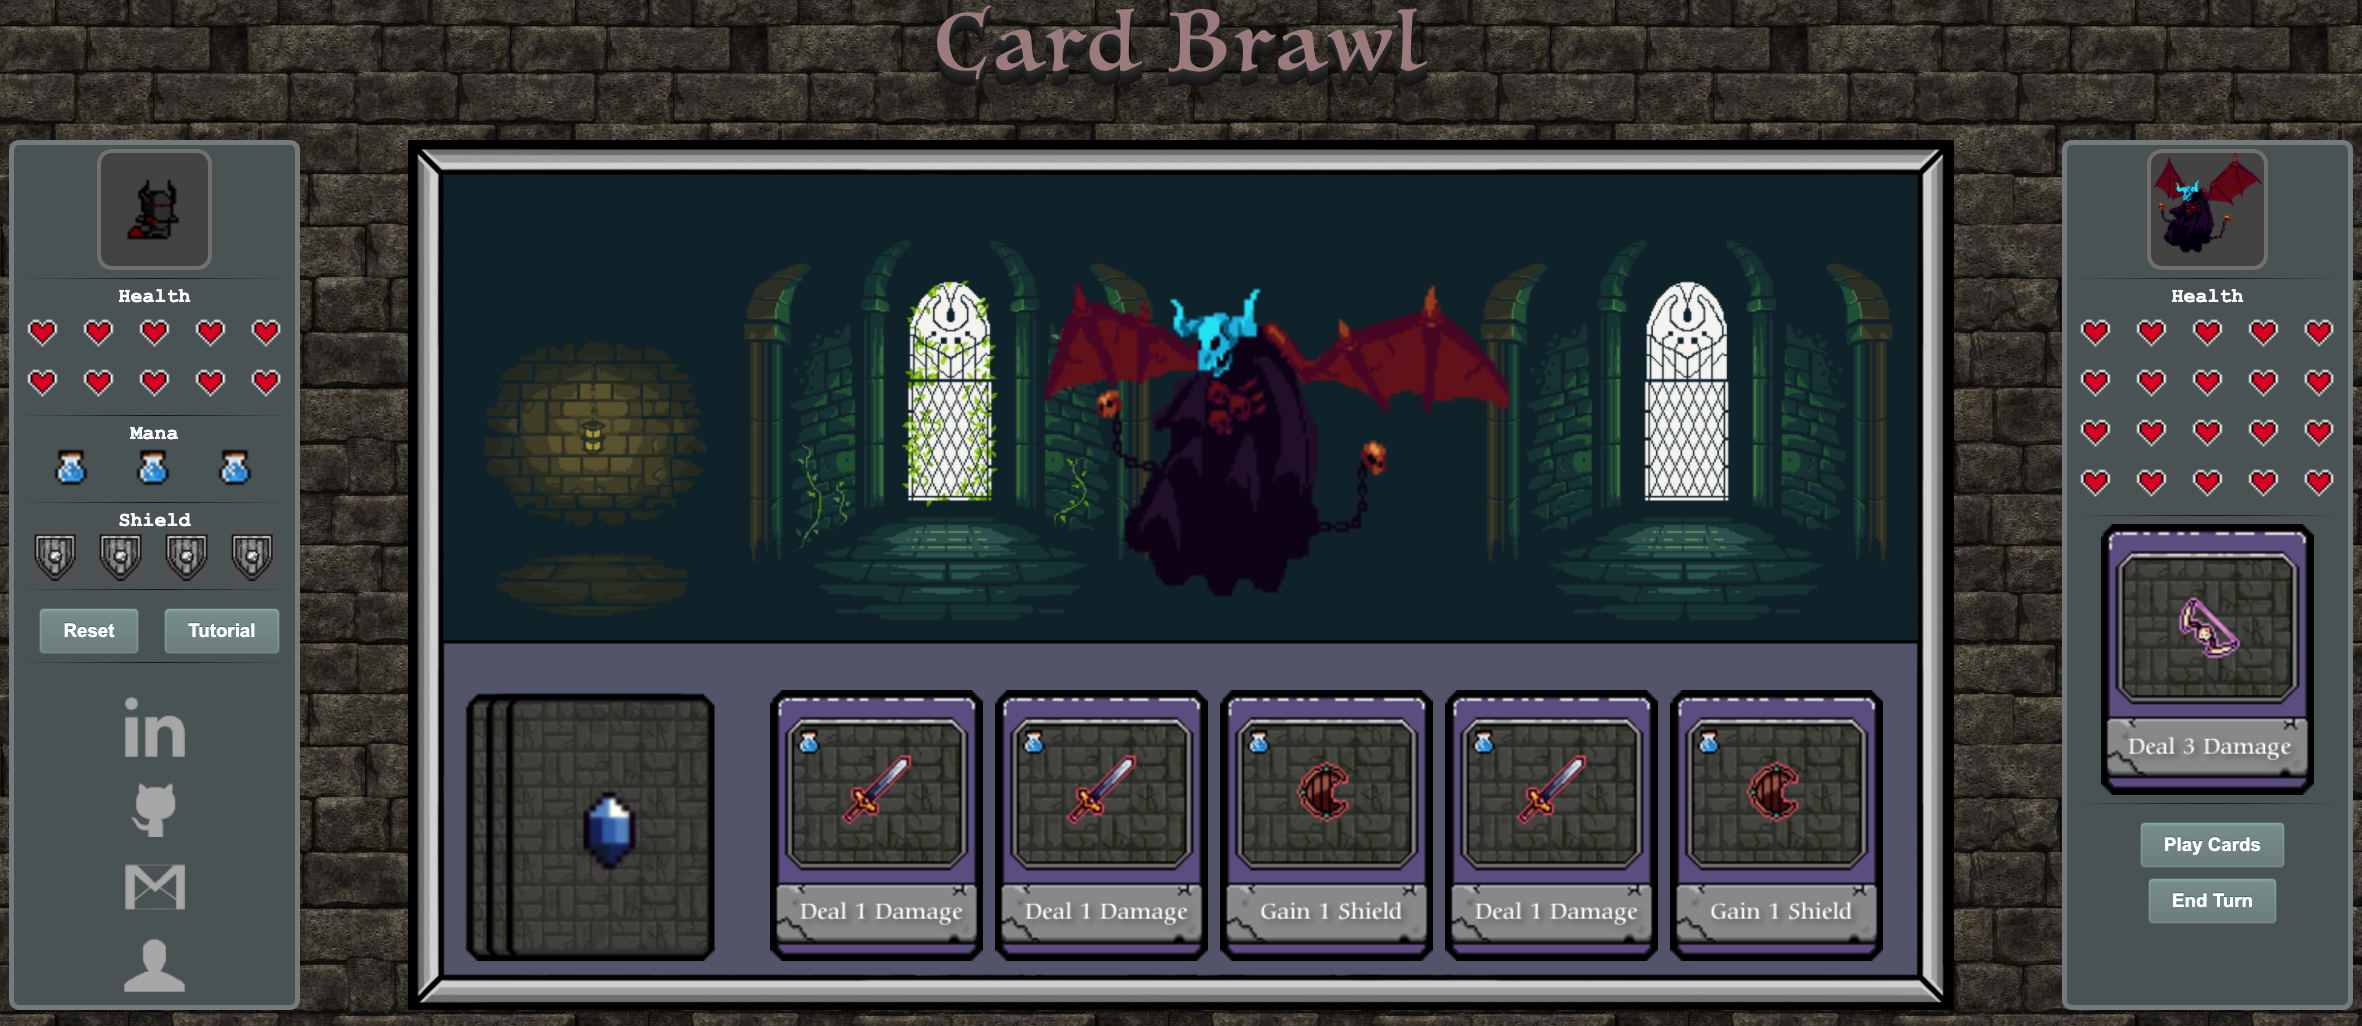 Card Brawl
Health
Mana
Shield
Reset
Tutorial
in
Deal 1 Damage
Deal 1 Damage
Gain 1 Shield
Deal 1 Damage
Gain 1 Shield
Health
Deal 3 Damage
Play Cards
End Turn